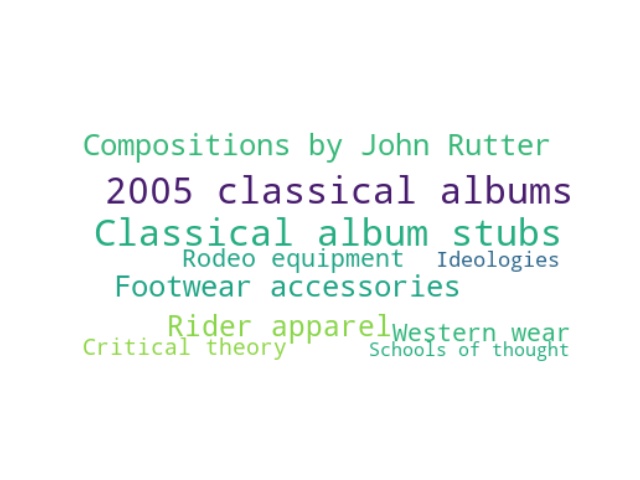 Compositions by John Rutter
2005 classical albums
Classical album stubs
Rodeo equipment Ideologies
Footwear accessories
Rider apparel Western wear
Critical theory Schools of thought